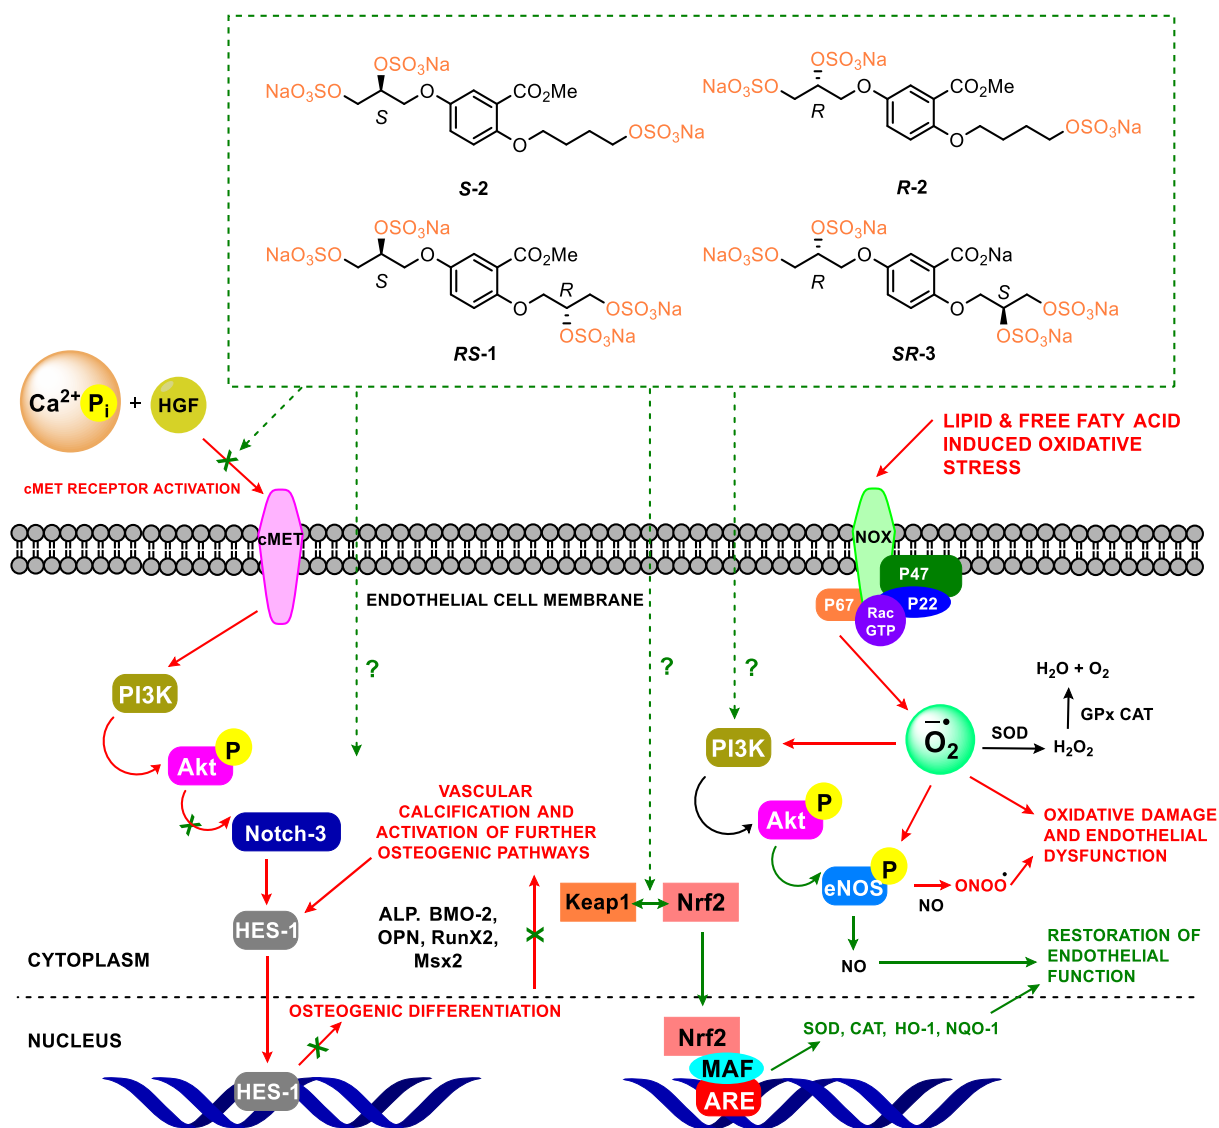 OSO₃Na
NaO₃SO
O
CO₂Me
S
O
OSO₃Na
S-2
OSO₃Na
NaO₃SO
O
CO₂Me
R
O
OSO₃Na
R-2
OSO₃Na
NaO₃SO
O
CO₂Me
S
R
O
OSO₃Na
OSO₃Na
RS-1
OSO₃Na
NaO₃SO
O
CO₂Na
R
S
O
OSO₃Na
OSO₃Na
SR-3
Ca²⁺ Pᵢ + HGF
cMET RECEPTOR ACTIVATION
LIPID & FREE FATY ACID
INDUCED OXIDATIVE
STRESS
cMET
NOX
P47
P67
P22
Rac
GTP
ENDOTHELIAL CELL MEMBRANE
?
?
?
PI3K
Akt
P
Notch-3
HES-1
VASCULAR
CALCIFICATION AND
ACTIVATION OF FURTHER
OSTEOGENIC PATHWAYS
ALP. BMO-2,
OPN, RunX2,
Msx2
Keap1
Nrf2
PI3K
Akt
P
eNOS
P
O₂
SOD
H₂O₂
GPx CAT
H₂O + O₂
OXIDATIVE DAMAGE
AND ENDOTHELIAL
DYSFUNCTION
NO
ONOO
NO
RESTORATION OF
ENDOTHELIAL
FUNCTION
CYTOPLASM
NUCLEUS
OSTEOGENIC DIFFERENTIATION
HES-1
Nrf2
MAF
ARE
SOD, CAT, HO-1, NQO-1